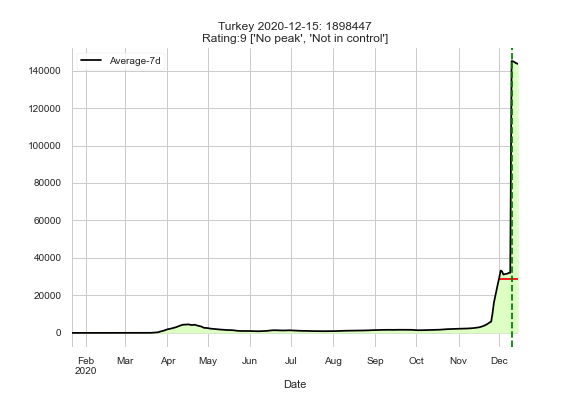 Turkey 2020-12-15: 1898447
Rating:9 ['No peak', 'Not in control']
Average-7d
140000
120000
100000
80000
60000
40000
20000
0
Feb Mar Apr May Jun Jul Aug Sep Oct Nov Dec
2020
Date